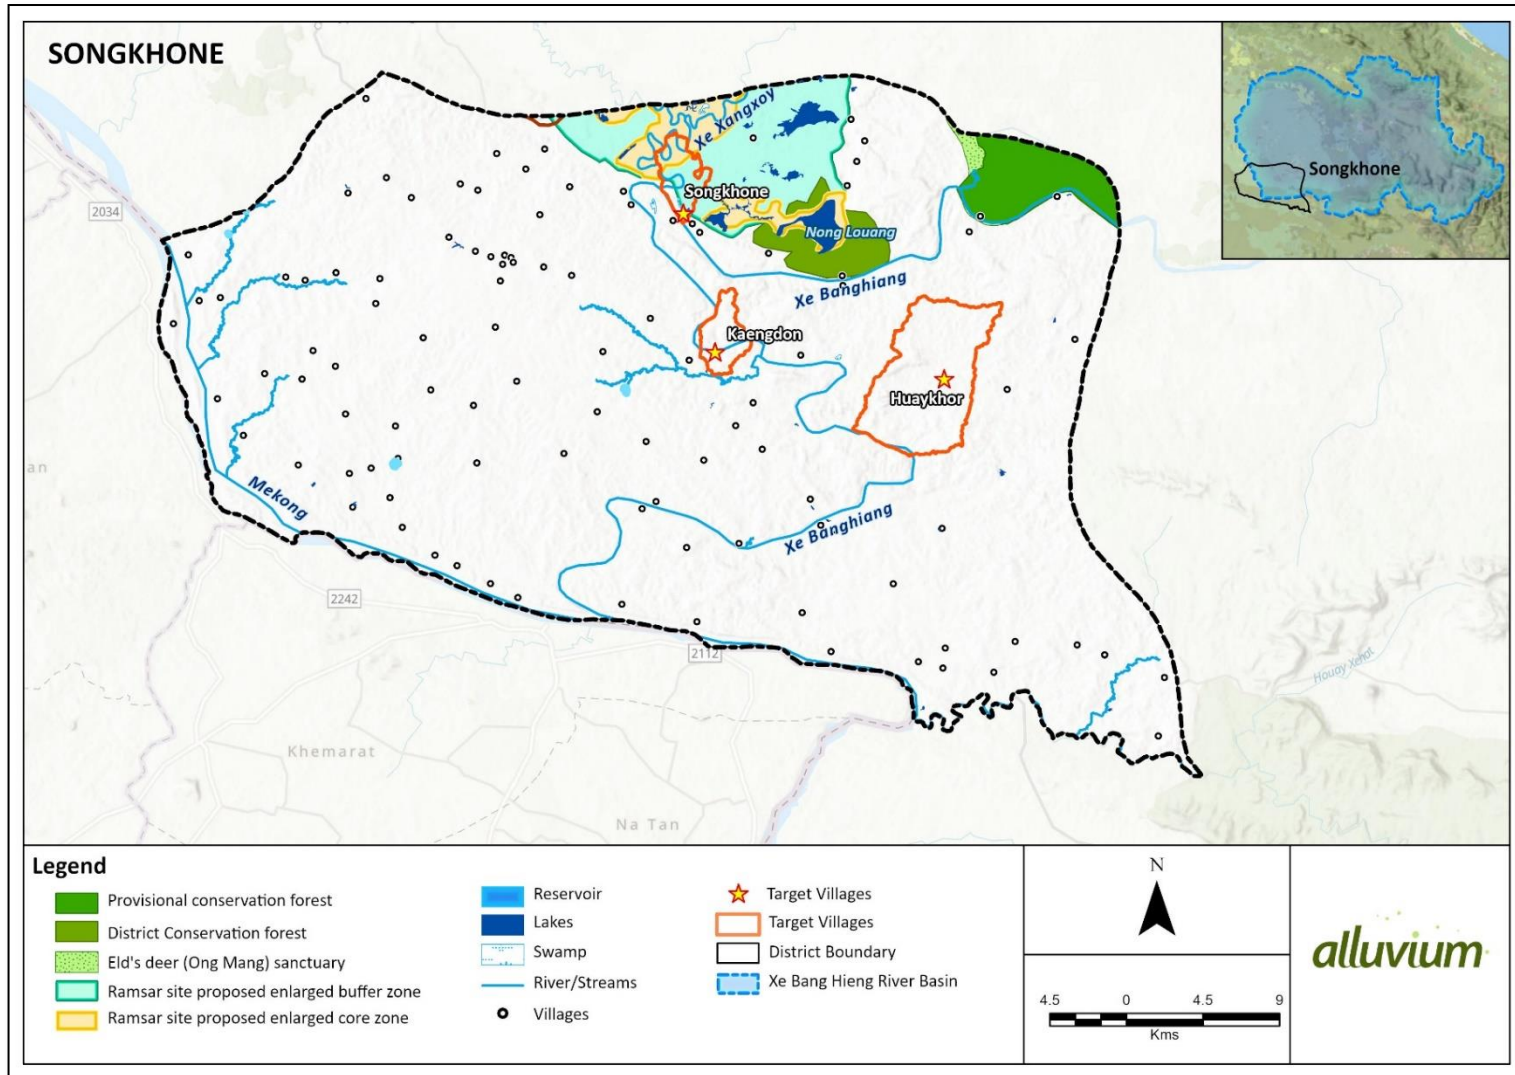 SONGKHONE
Songkhone
Xe Xangxoy
Songkhone
2034
Nong Louang
Xe Banghiang
Kaengdon
Huaykhor
an
Mekong
Xe Banghiang
2242
2112
Houay Xehot
Khemarat
Na Tan
Legend
Provisional conservation forest
District Conservation forest
Eld's deer (Ong Mang) sanctuary
Ramsar site proposed enlarged buffer zone
Ramsar site proposed enlarged core zone
Reservoir
Lakes
Swamp
River/Streams
Villages
Target Villages
Target Villages
District Boundary
Xe Bang Hieng River Basin
N
4.5 0 4.5 9
Kms
alluvium